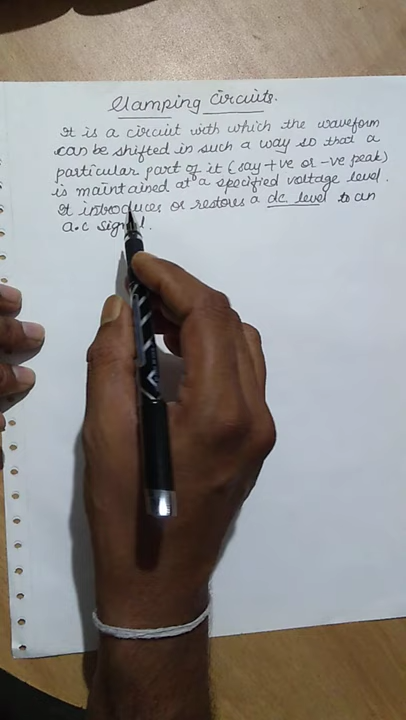 Clamping Circuits.
It is a circuit with which the waveform
can be shifted in such a way so that a
particular part of it (say +ve or -ve peak)
is maintained at a specified voltage level.
It introduces or restores a dc. level to an
a.c signal.